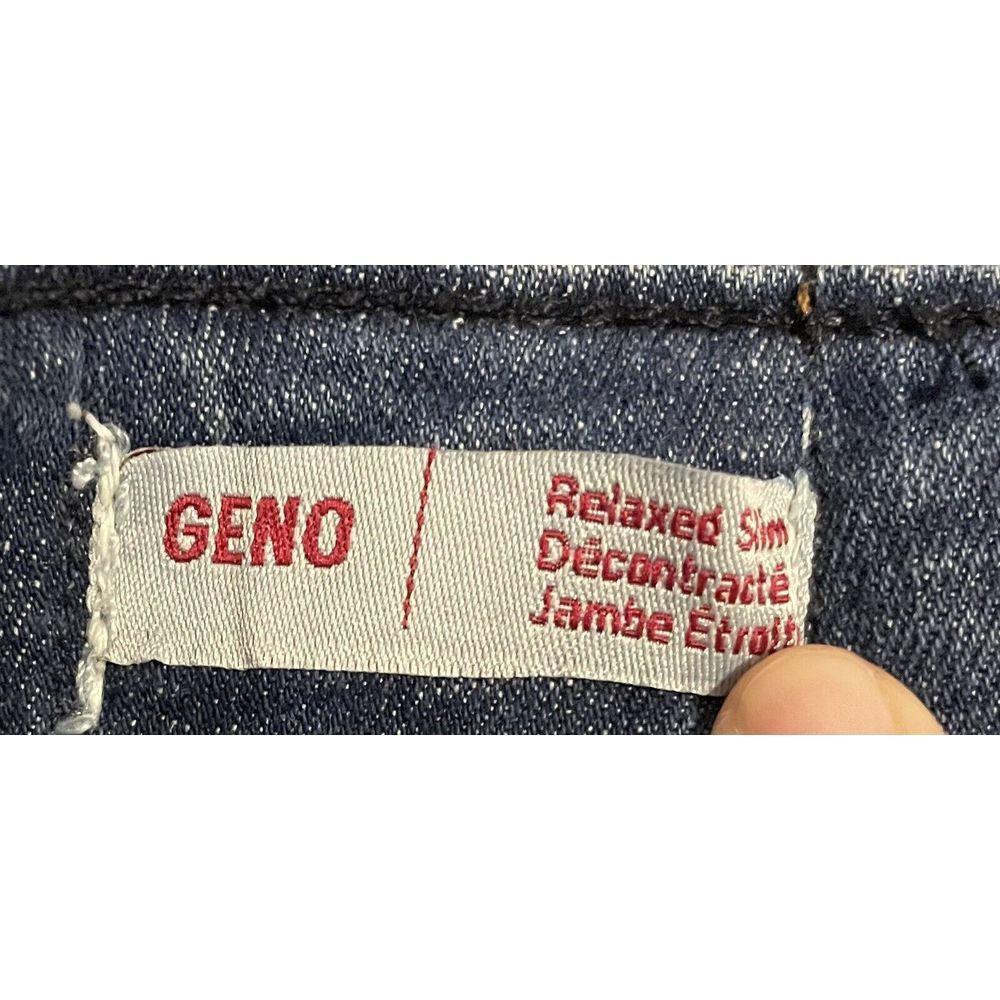 GENO
Relaxed Slim
Décontracté
Jambe Étroit